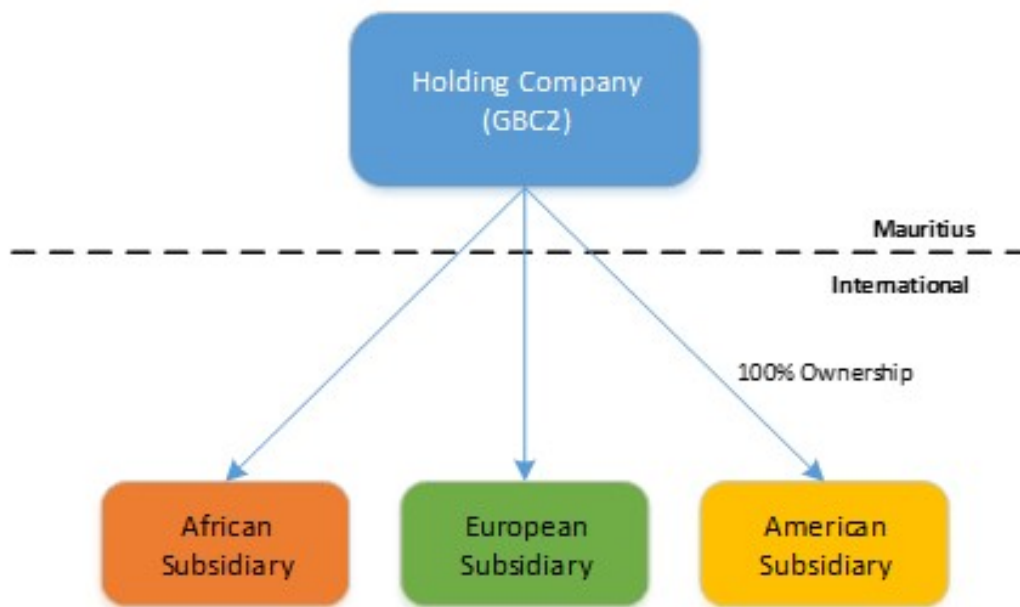 Holding Company
(GBC2)
Mauritius
International
100% Ownership
African
Subsidiary
European
Subsidiary
American
Subsidiary